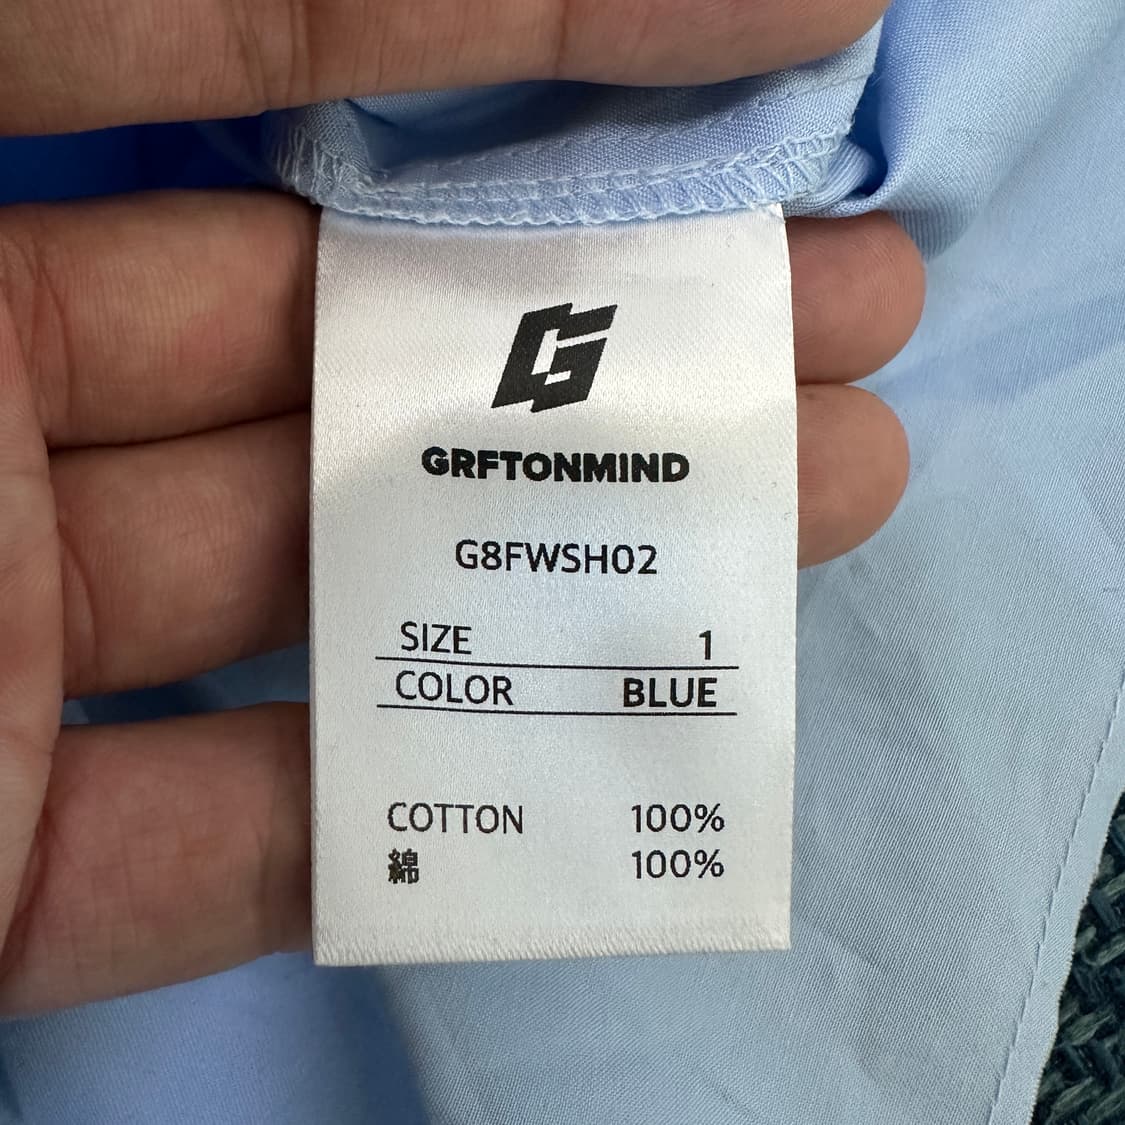 G
GRFTONMIND
G8FWSH02
SIZE 1
COLOR BLUE
COTTON 100%
綿 100%